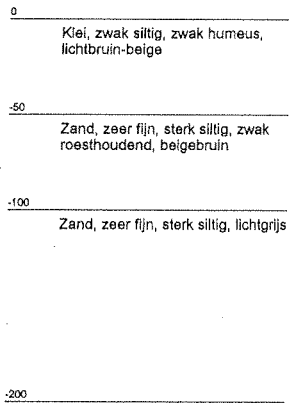 0
Klei, zwak siltig, zwak humeus,
lichtbruin-beige
-50
Zand, zeer fijn, sterk siltig, zwak
roesthoudend, beigebruin
-100
Zand, zeer fijn, sterk siltig, lichtgrijs
-200